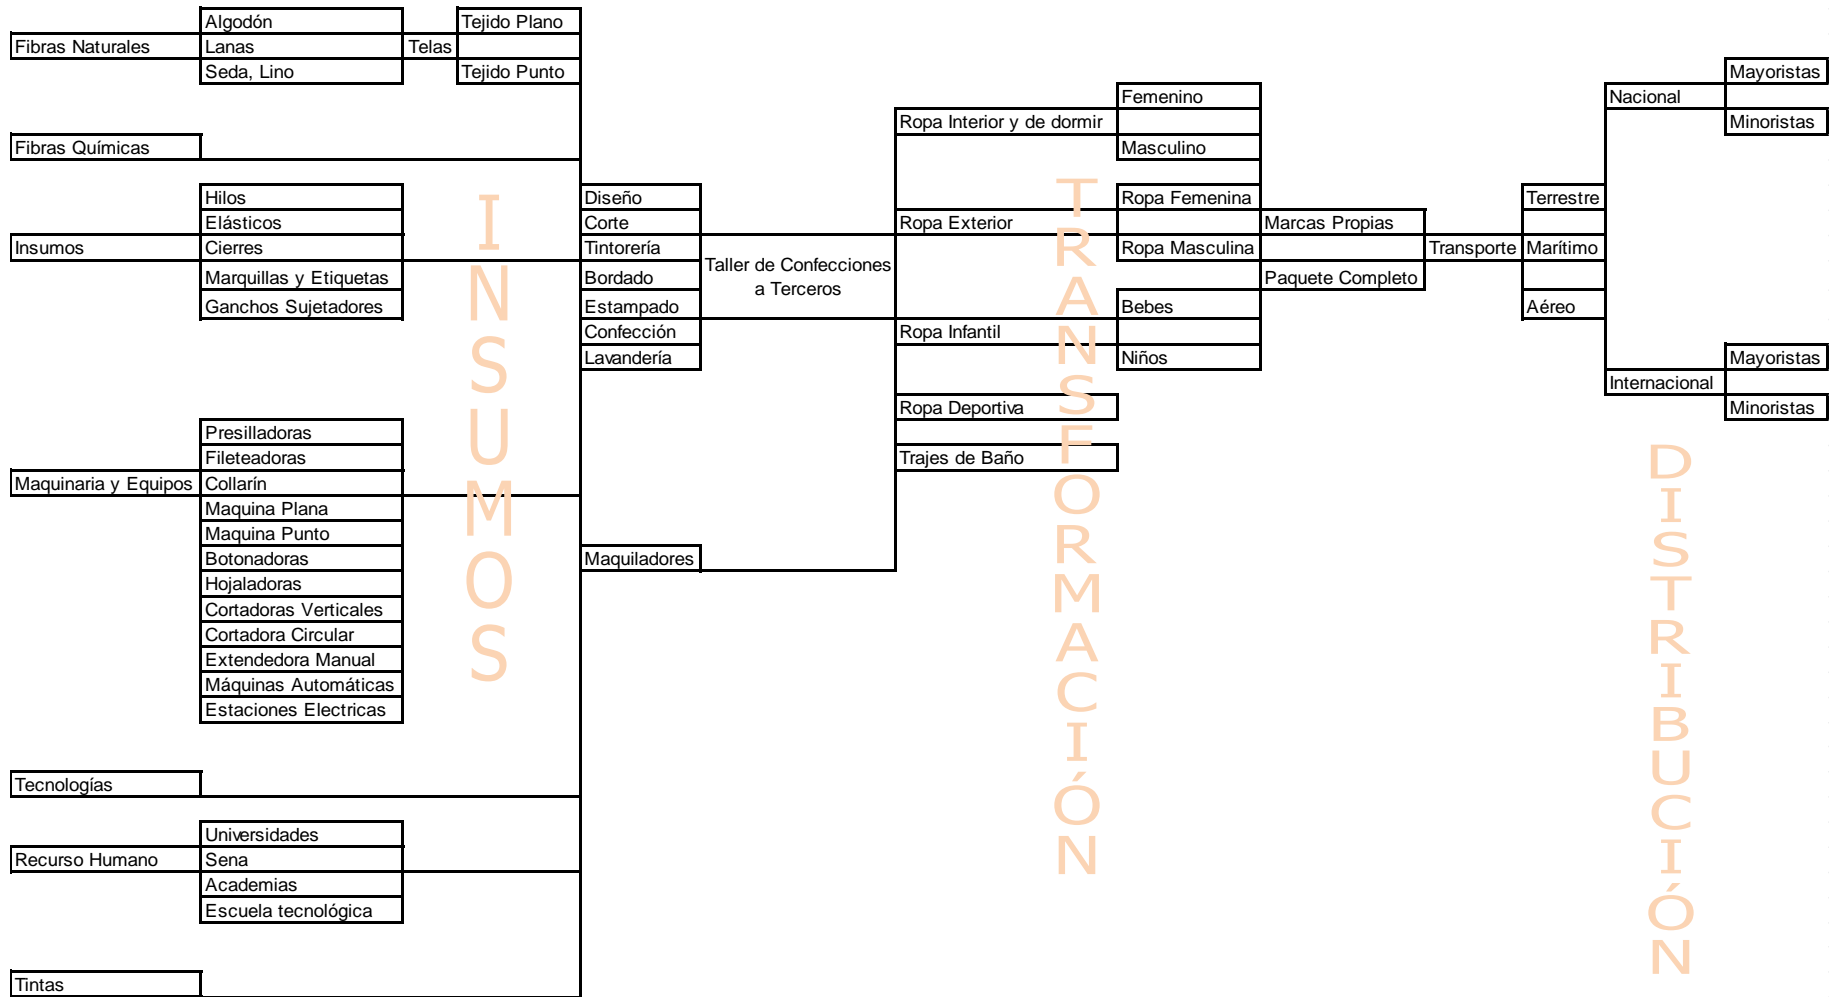 Fibras Naturales
Algodón
Lanas
Seda, Lino
Telas
Tejido Plano
Tejido Punto
Fibras Químicas
Insumos
Hilos
Elásticos
Cierres
Marquillas y Etiquetas
Ganchos Sujetadores
Maquinaria y Equipos
Presilladoras
Fileteadoras
Collarín
Maquina Plana
Maquina Punto
Botonadoras
Hojaladoras
Cortadoras Verticales
Cortadora Circular
Extendedora Manual
Máquinas Automáticas
Estaciones Electricas
Tecnologías
Recurso Humano
Universidades
Sena
Academias
Escuela tecnológica
Tintas
INSUMOS
Diseño
Corte
Tintorería
Bordado
Estampado
Confección
Lavandería
Maquiladores
Taller de Confecciones
a Terceros
Ropa Interior y de dormir
Femenino
Masculino
Ropa Exterior
Ropa Femenina
Ropa Masculina
Ropa Infantil
Bebes
Niños
Ropa Deportiva
Trajes de Baño
TRANSFORMACIÓN
Marcas Propias
Paquete Completo
Transporte
Terrestre
Marítimo
Aéreo
Nacional
Mayoristas
Minoristas
Internacional
Mayoristas
Minoristas
DISTRIBUCIÓN